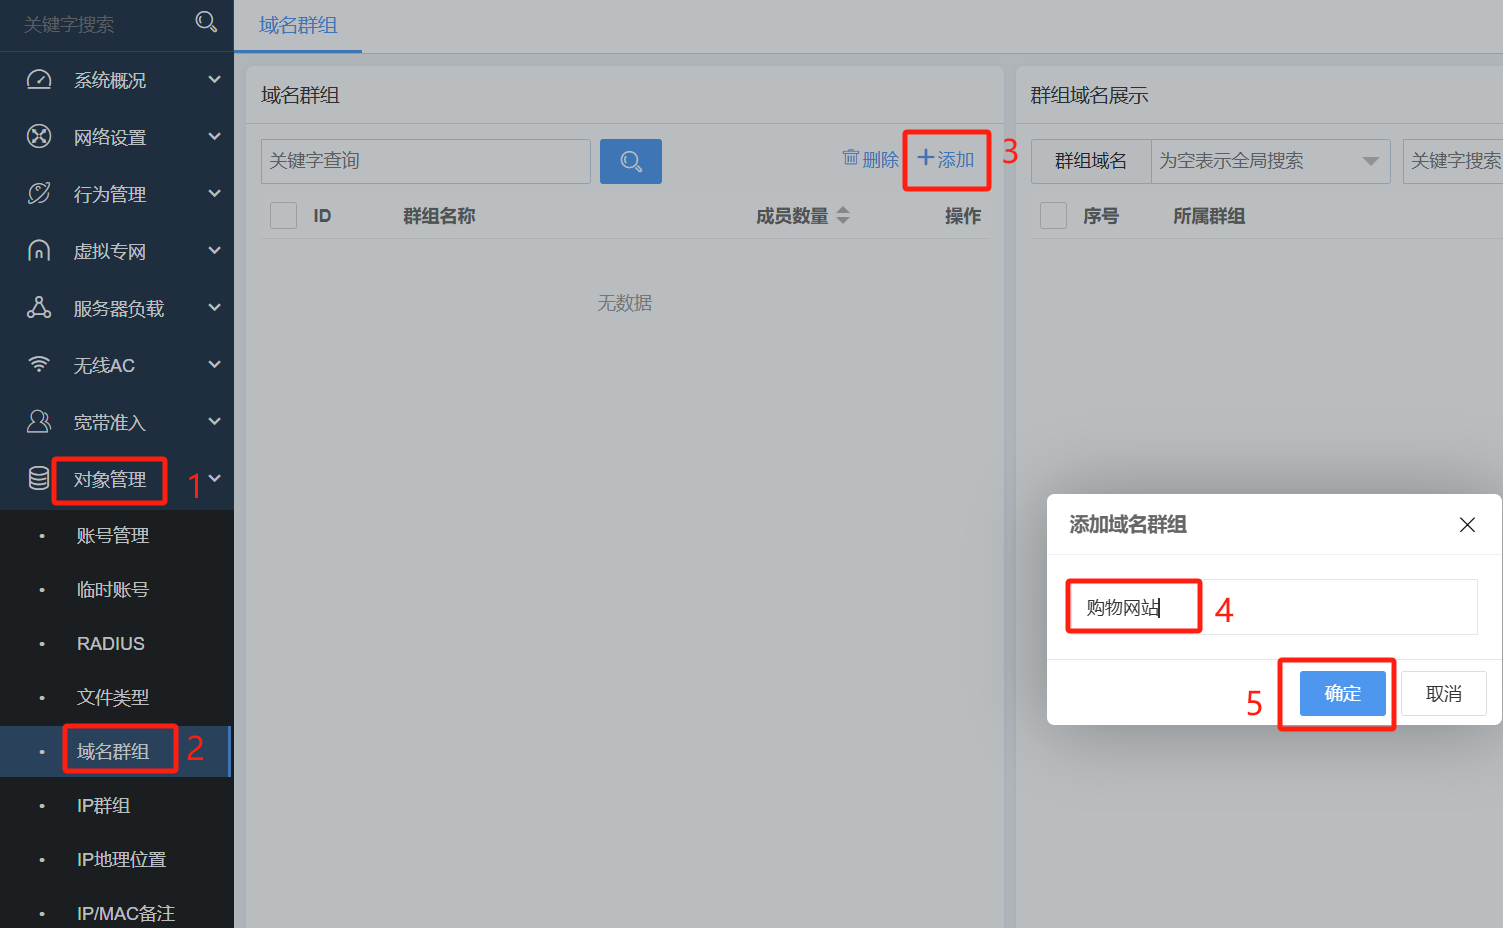 关键字搜索
系统概况
网络设置
行为管理
虚拟专网
服务器负载
无线AC
宽带准入
对象管理 1
账号管理
临时账号
RADIUS
文件类型
域名群组 2
IP群组
IP地理位置
IP/MAC备注
域名群组
域名群组
关键字查询 删除 添加 3
ID 群组名称 成员数量 操作
无数据
群组域名展示
群组域名 为空表示全局搜索 关键字搜索
序号 所属群组
添加域名群组
购物网站 4
5 确定 取消